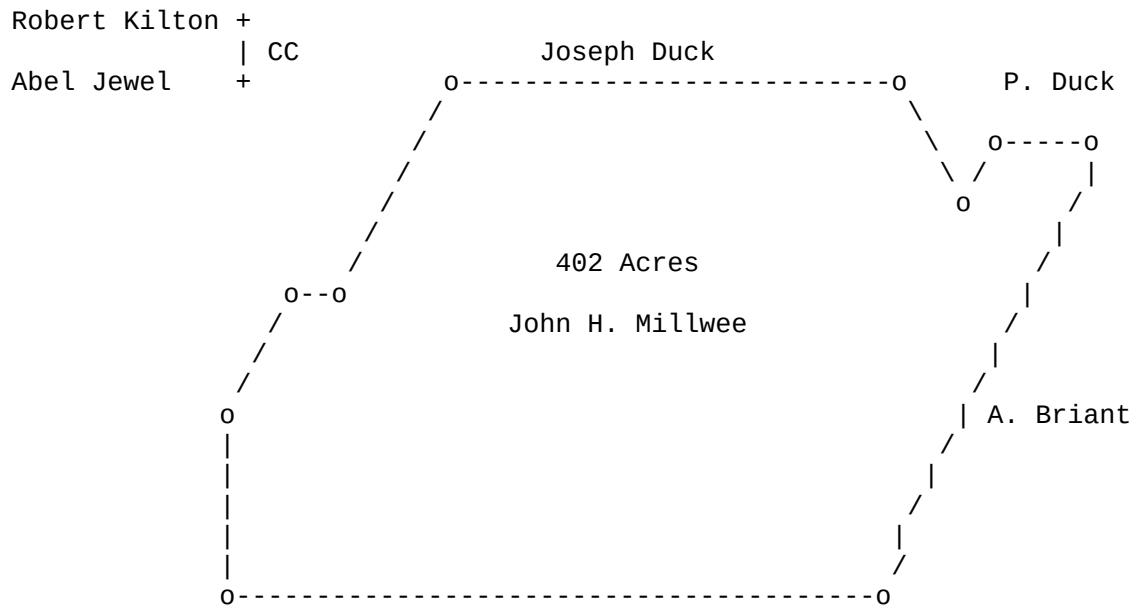 Robert Kilton +
| CC
Joseph Duck
Abel Jewel +
P. Duck
402 Acres
John H. Millwee
A. Briant